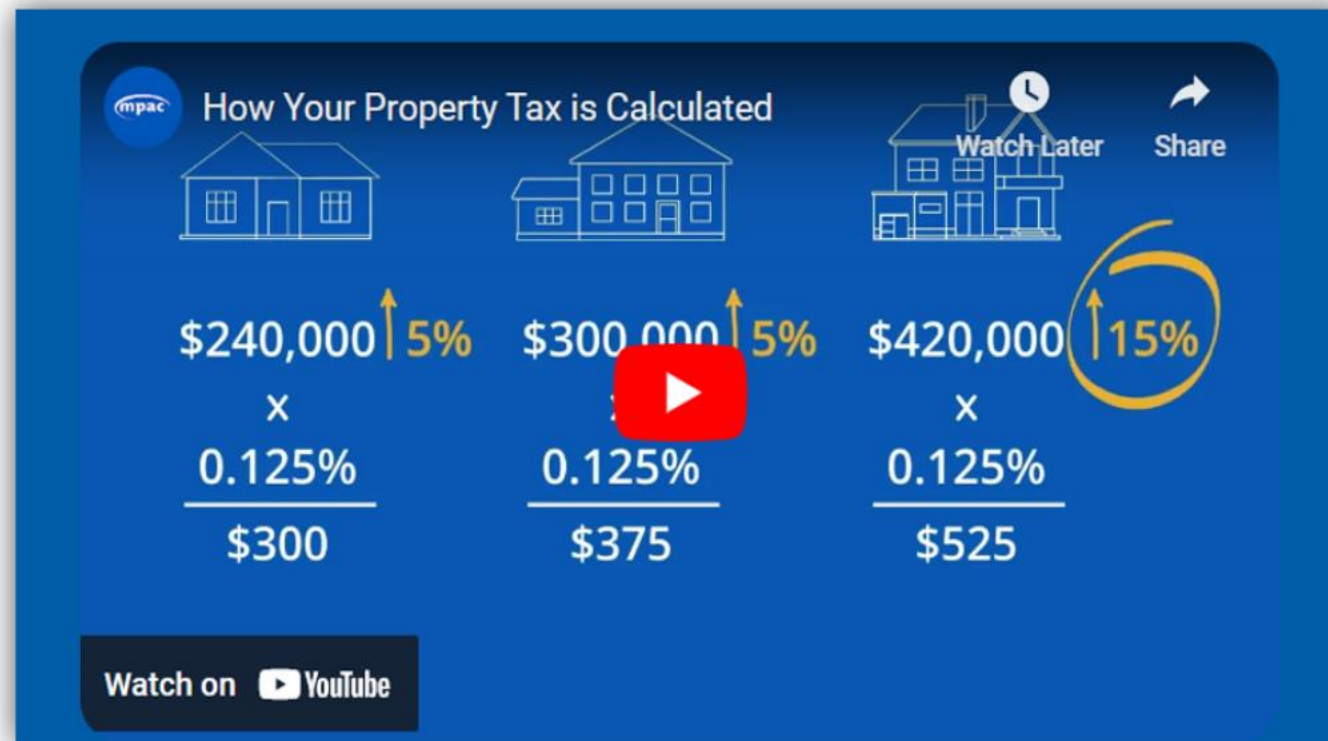 mpac How Your Property Tax is Calculated
Watch Later Share
$240,000 5% $300,000 5% $420,000 15%
x x
0.125% 0.125% 0.125%
$300 $375 $525
Watch on YouTube